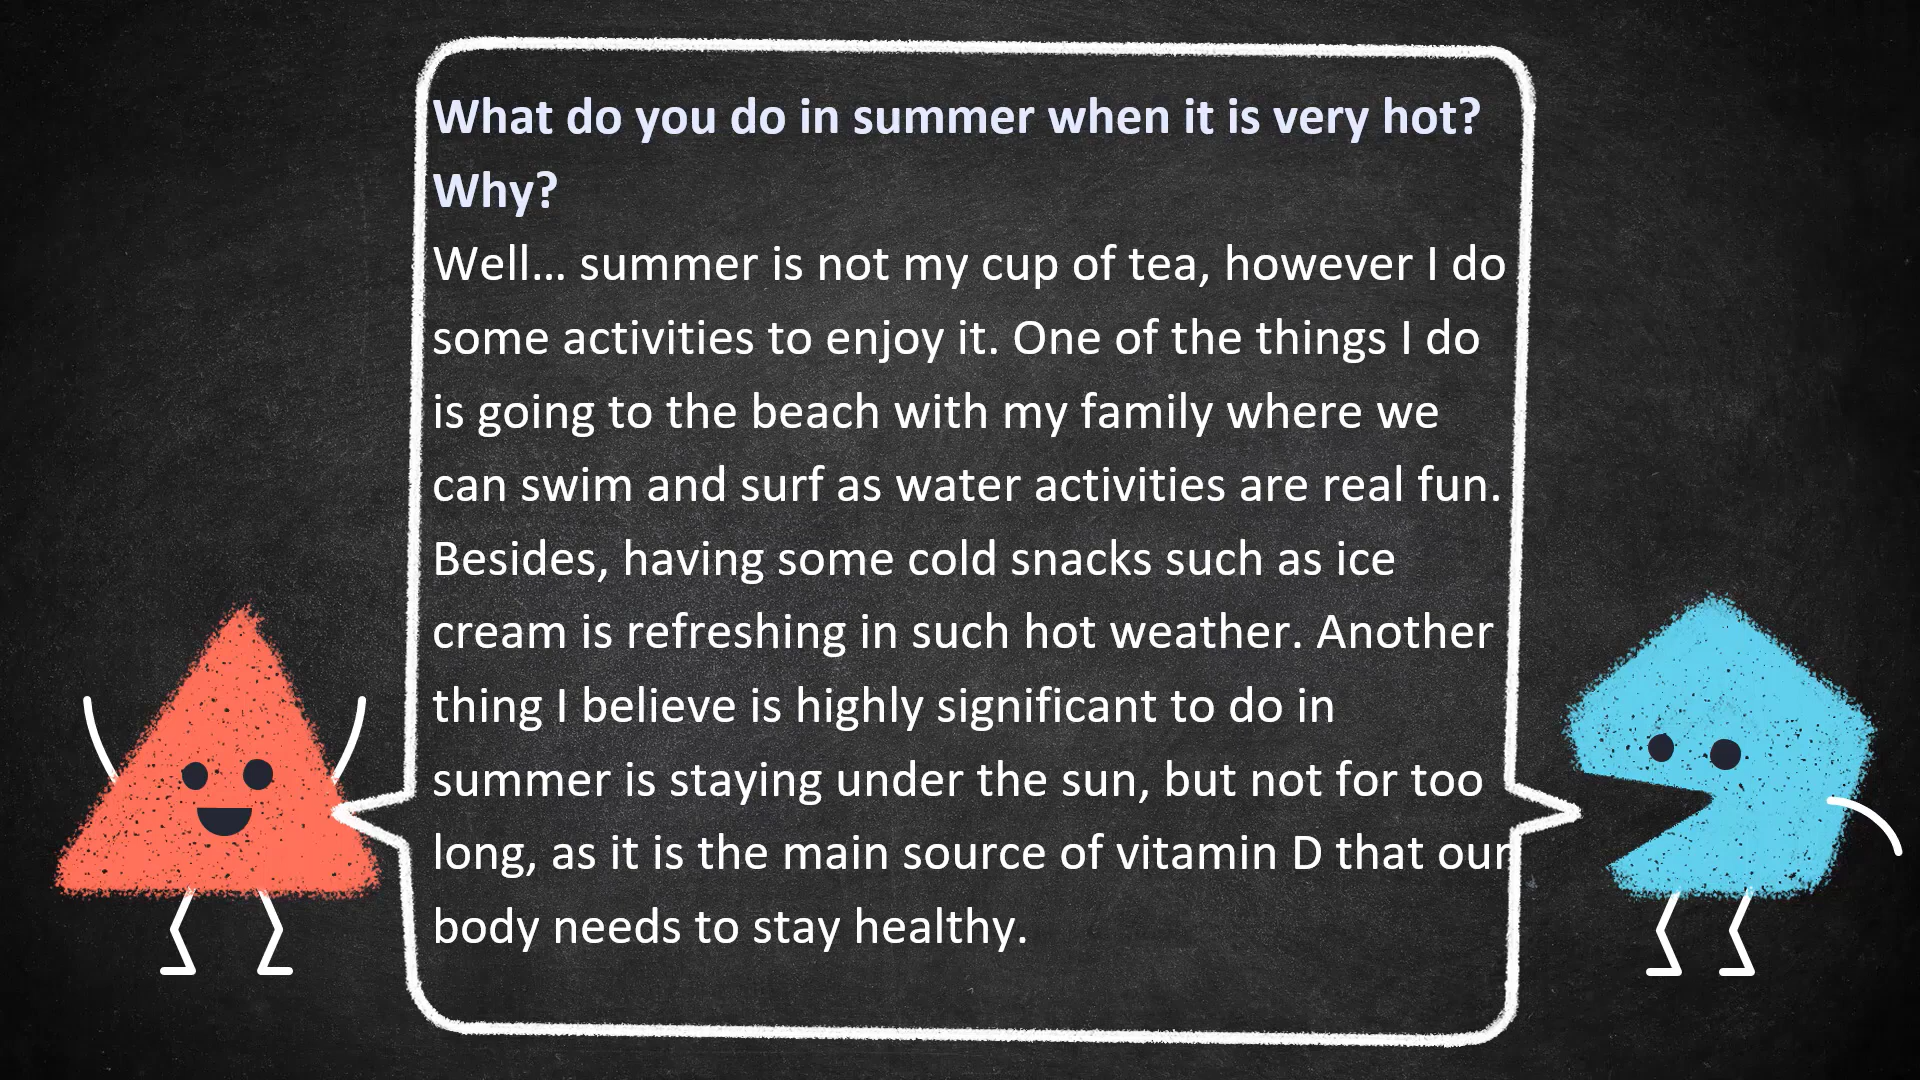 What do you do in summer when it is very hot?
Why?
Well... summer is not my cup of tea, however I do
some activities to enjoy it. One of the things I do
is going to the beach with my family where we
can swim and surf as water activities are real fun.
Besides, having some cold snacks such as ice
cream is refreshing in such hot weather. Another
thing I believe is highly significant to do in
summer is staying under the sun, but not for too
long, as it is the main source of vitamin D that our
body needs to stay healthy.